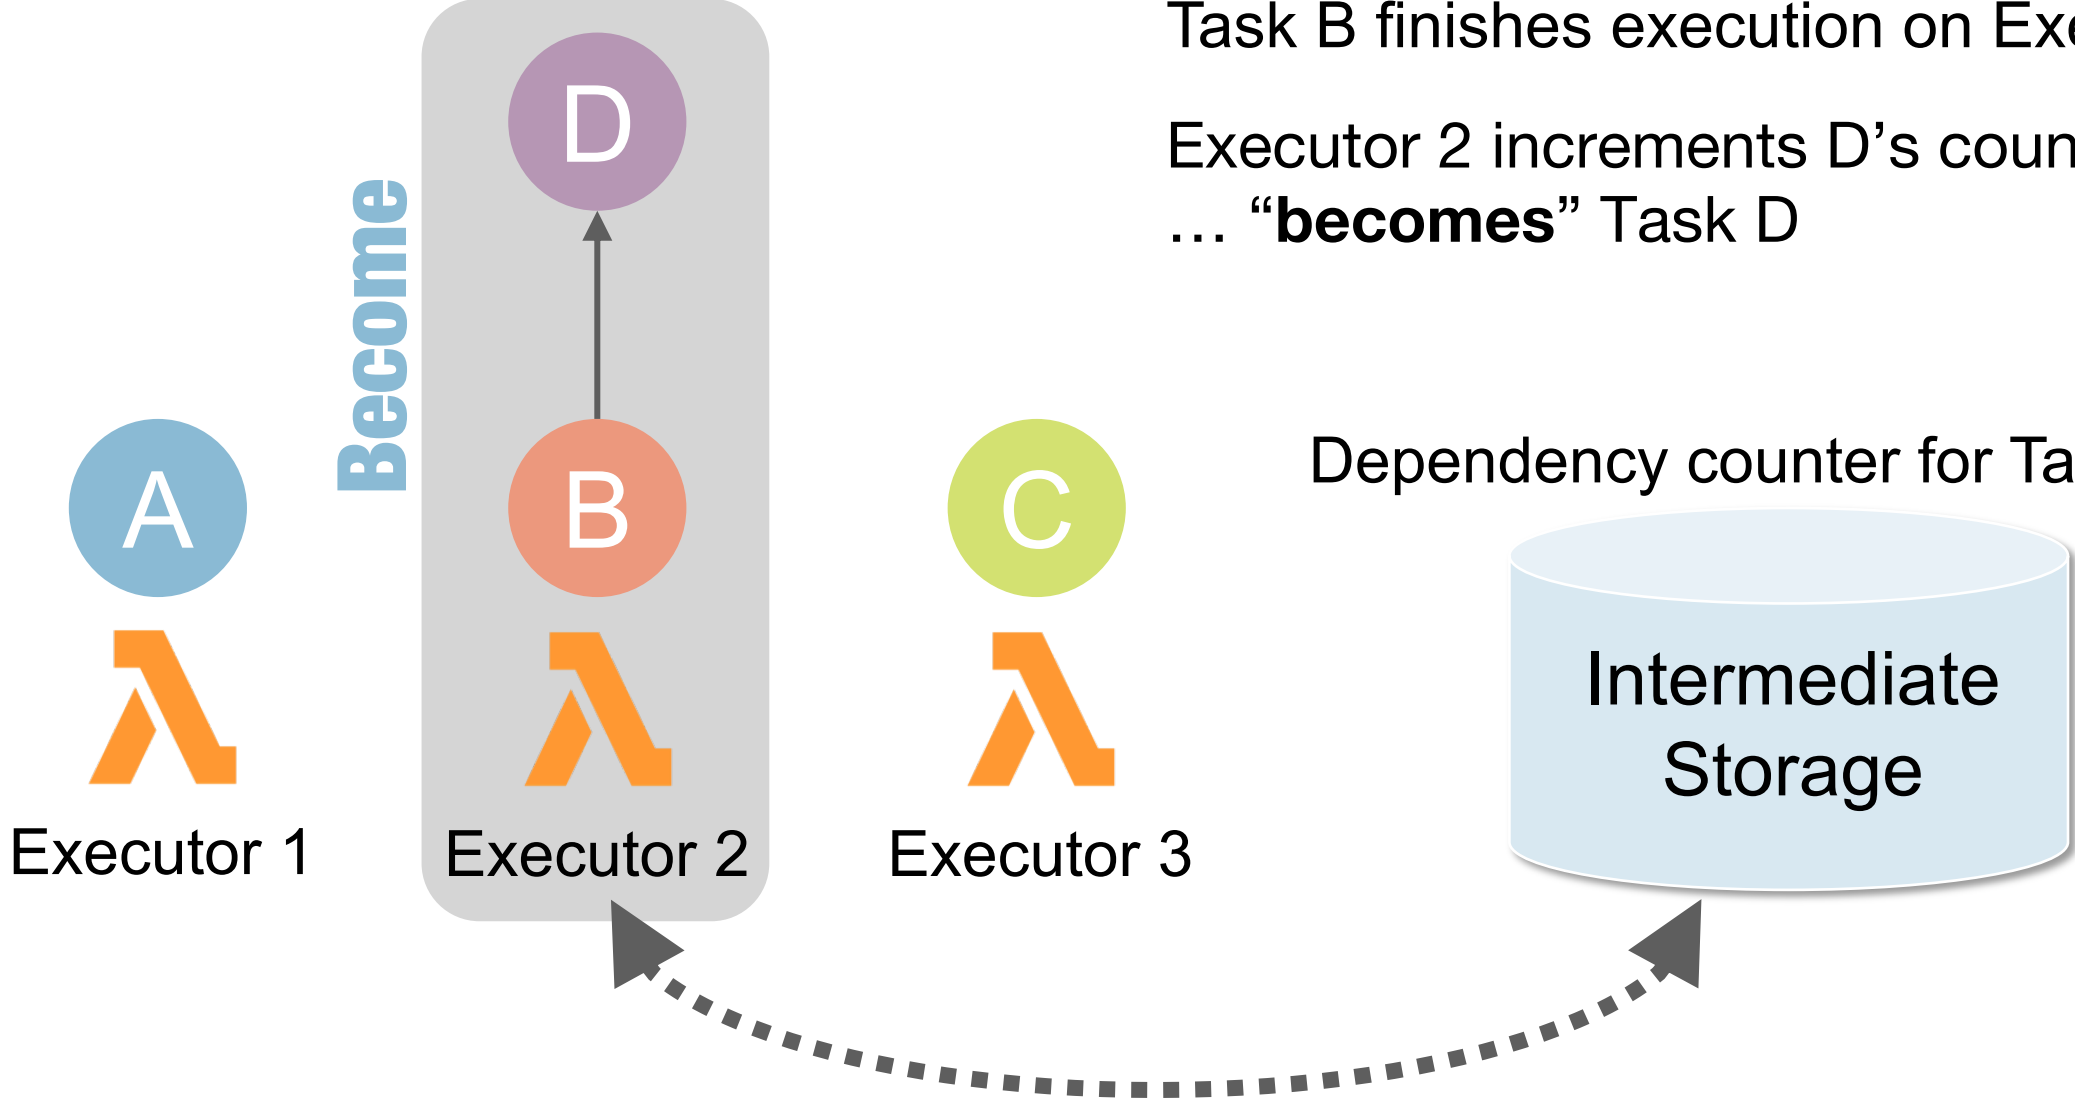 Task B finishes execution on Exe
Executor 2 increments D’s coun
… “becomes” Task D
D
Become
A
B
C
Dependency counter for Ta
Intermediate
Storage
Executor 1
Executor 2
Executor 3